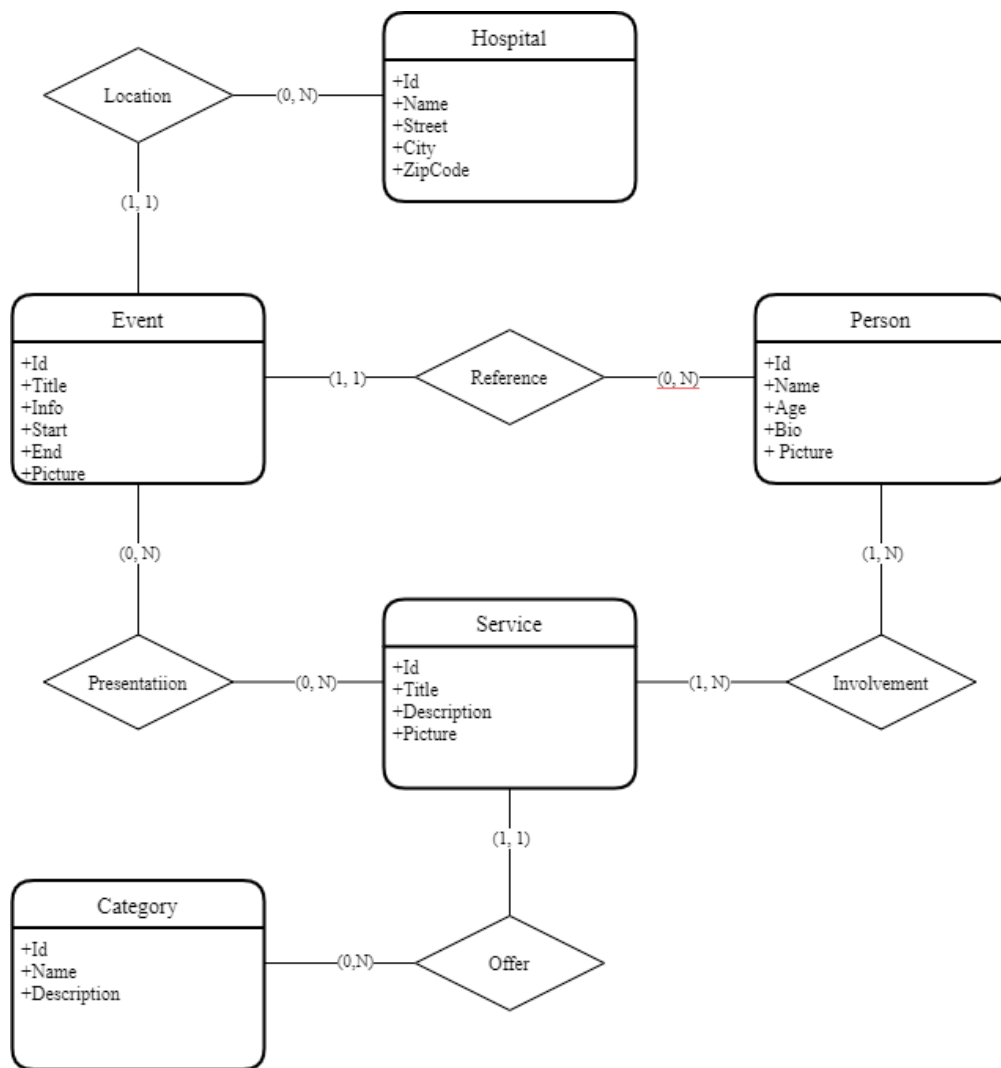 Hospital
+Id
+Name
+Street
+City
+ZipCode
Location
(0, N)
(1, 1)
Event
+Id
+Title
+Info
+Start
+End
+Picture
(1, 1)
Reference
(0, N)
Person
+Id
+Name
+Age
+Bio
+ Picture
(0, N)
(1, N)
Presentatiion
(0, N)
Service
+Id
+Title
+Description
+Picture
(1, N)
Involvement
(1, 1)
Category
+Id
+Name
+Description
(0,N)
Offer